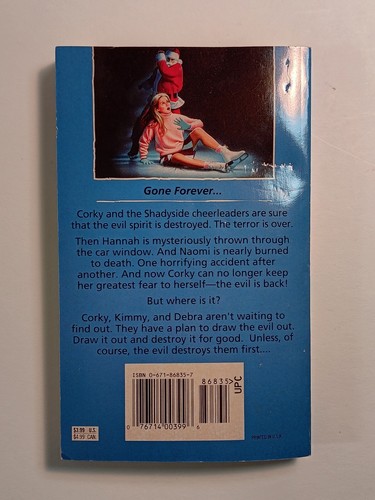 Gone Forever...
Corky and the Shadyside cheerleaders are sure
that the evil spirit is destroyed. The terror is over.
Then Hannah is mysteriously thrown through
the car window. And Naomi is nearly burned
to death. One horrifying accident after
another. And now Corky can no longer keep
her greatest fear to herself—the evil is back!
But where is it?
Corky, Kimmy, and Debra aren't waiting to
find out. They have a plan to draw the evil out.
Draw it out and destroy it for good. Unless, of
course, the evil destroys them first....
ISBN 0-671-86835-7
86835>
UPC
0 76714 00399 8
$3.99 U.S.
$4.99 CAN